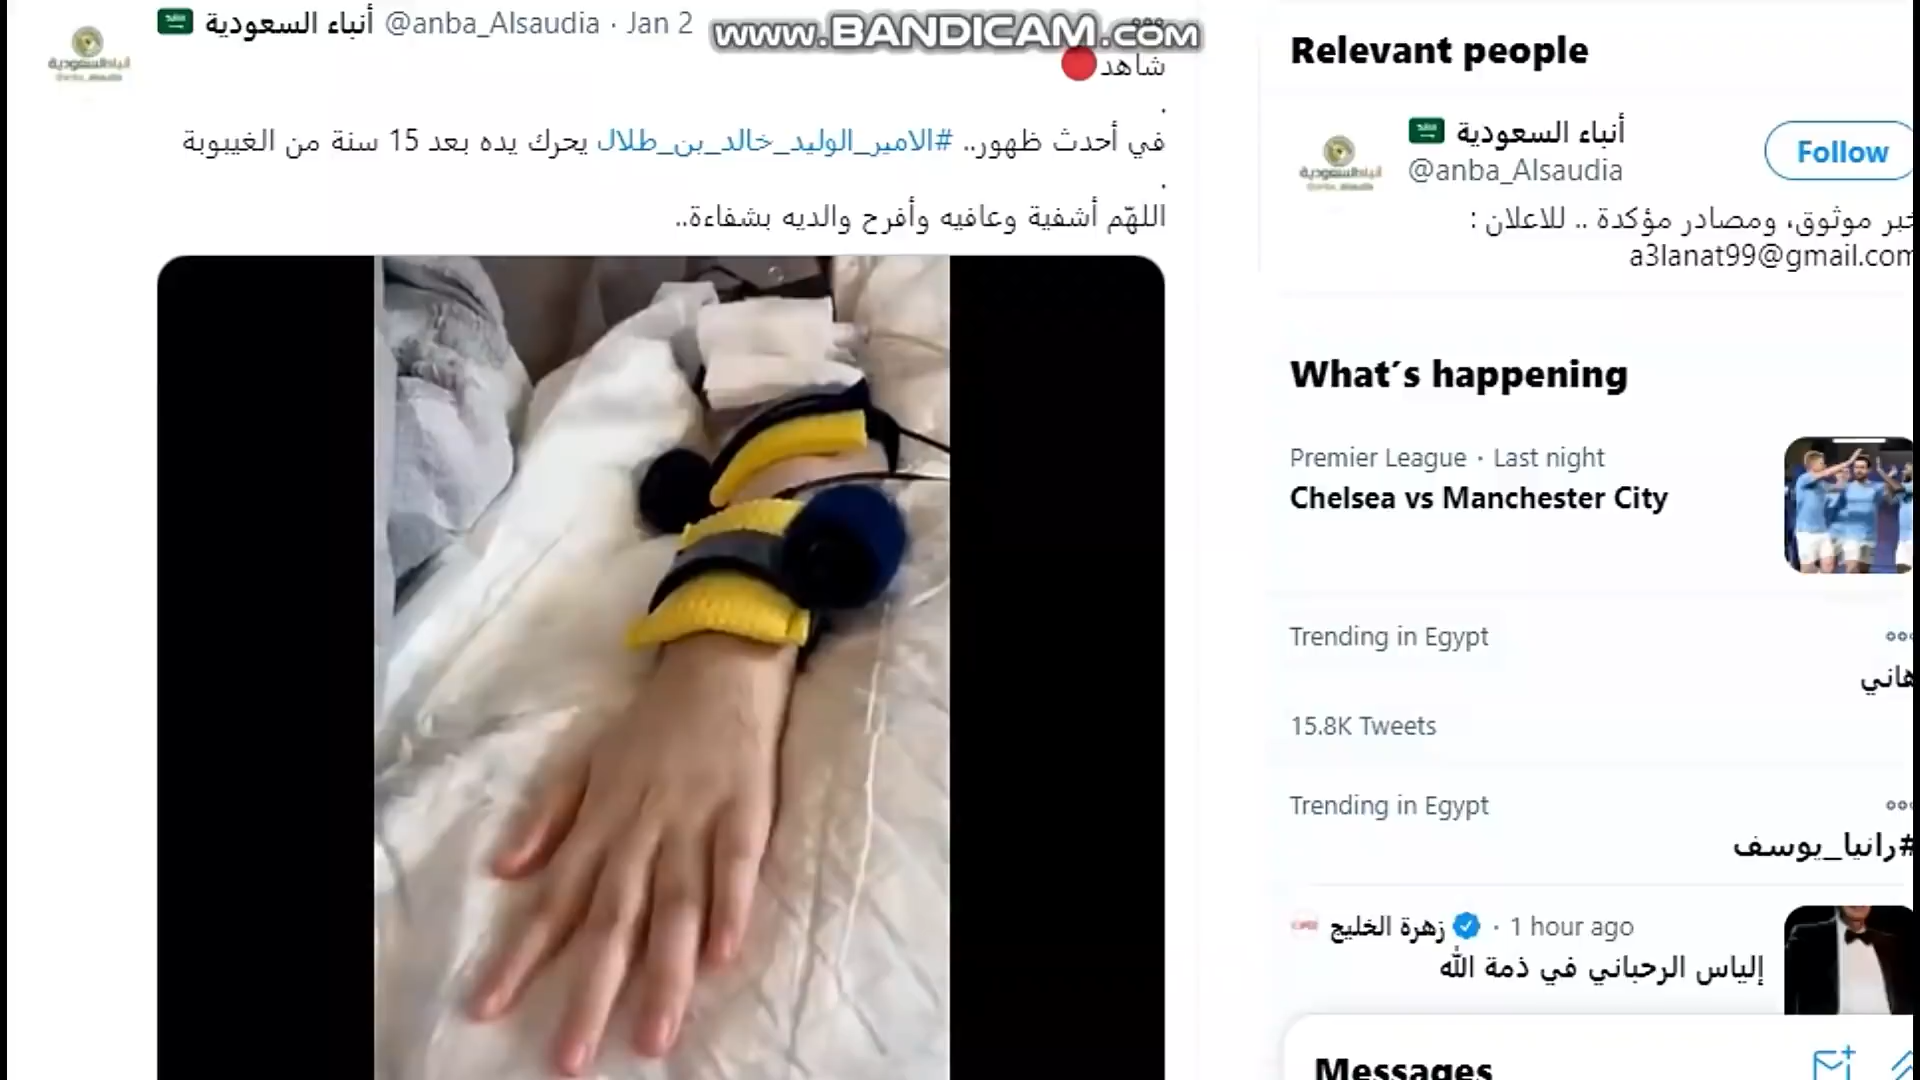 أنباء السعودية @anba_Alsaudia · Jan 2
www.BANDICAM.com
شاهد
.
في أحدث ظهور.. #الامير_الوليد_خالد_بن_طلال يحرك يده بعد 15 سنة من الغيبوبة
.
اللهّم أشفية وعافيه وأفرح والديه بشفاءة..
Relevant people
أنباء السعودية
@anba_Alsaudia
Follow
خبر موثوق، ومصادر مؤكدة .. للاعلان :
a3lanat99@gmail.com
What's happening
Premier League · Last night
Chelsea vs Manchester City
Trending in Egypt
هاني
15.8K Tweets
Trending in Egypt
#رانيا_يوسف
زهرة الخليج · 1 hour ago
إلياس الرحباني في ذمة الله
Messages